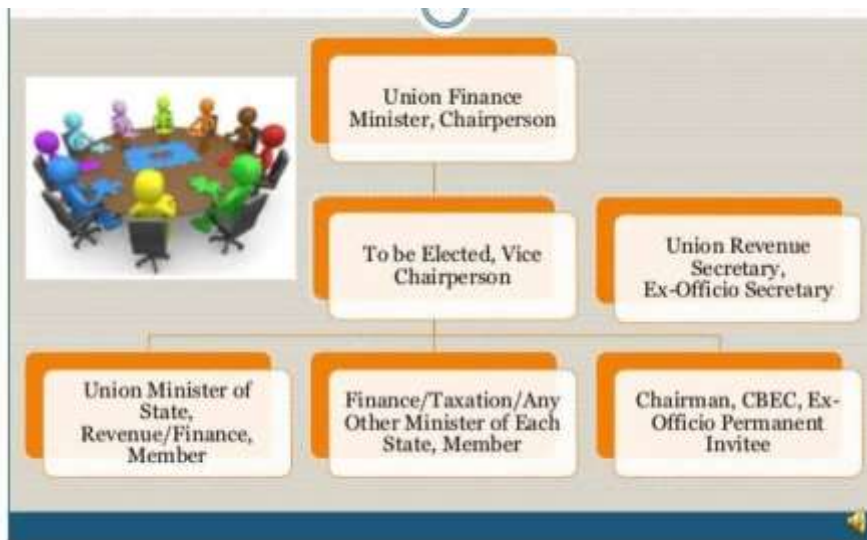 Union Finance
Minister, Chairperson
To be Elected, Vice
Chairperson
Union Revenue
Secretary,
Ex-Officio Secretary
Union Minister of
State,
Revenue/Finance,
Member
Finance/Taxation/Any
Other Minister of Each
State, Member
Chairman, CBEC, Ex-
Officio Permanent
Invitee